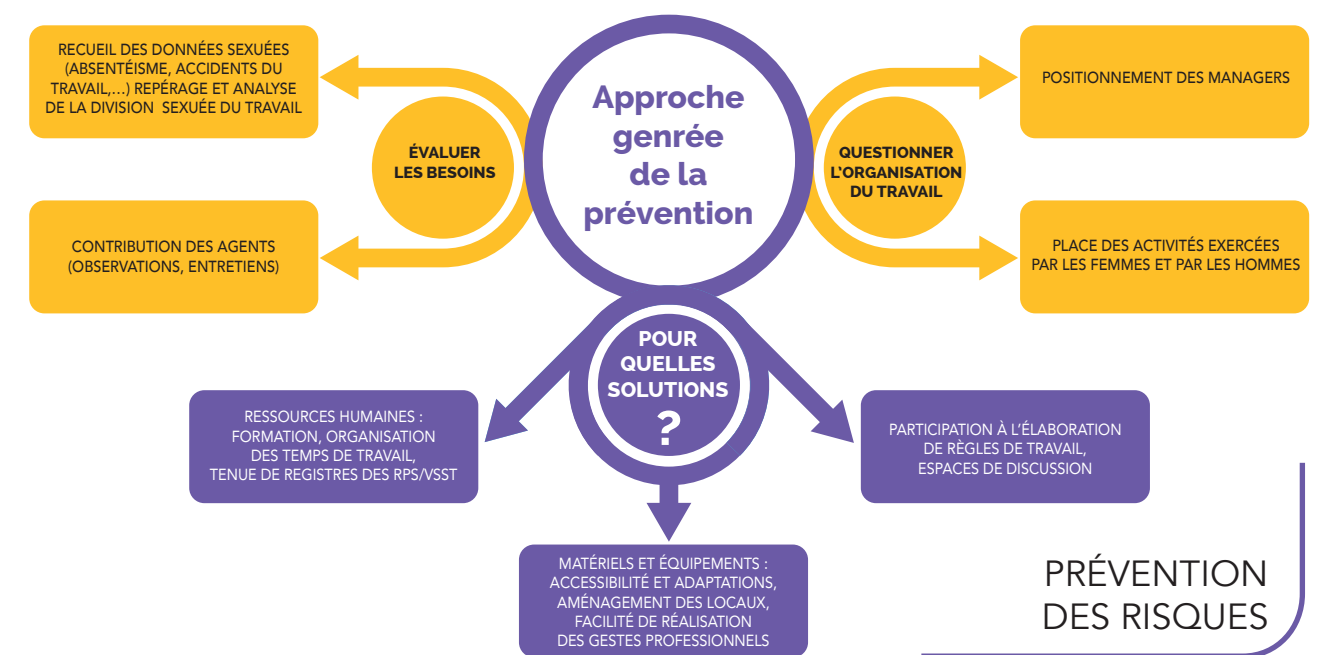 Approche
genrée
de la
prévention
ÉVALUER
LES BESOINS
RECUEIL DES DONNÉES SEXUÉES
(ABSENTÉISME, ACCIDENTS DU
TRAVAIL,...) REPÉRAGE ET ANALYSE
DE LA DIVISION SEXUÉE DU TRAVAIL
CONTRIBUTION DES AGENTS
(OBSERVATIONS, ENTRETIENS)
QUESTIONNER
L'ORGANISATION
DU TRAVAIL
POSITIONNEMENT DES MANAGERS
PLACE DES ACTIVITÉS EXERCÉES
PAR LES FEMMES ET PAR LES HOMMES
POUR
QUELLES
SOLUTIONS
?
RESSOURCES HUMAINES :
FORMATION, ORGANISATION
DES TEMPS DE TRAVAIL,
TENUE DE REGISTRES DES RPS/VSST
MATÉRIELS ET ÉQUIPEMENTS :
ACCESSIBILITÉ ET ADAPTATIONS,
AMÉNAGEMENT DES LOCAUX,
FACILITÉ DE RÉALISATION
DES GESTES PROFESSIONNELS
PARTICIPATION À L'ÉLABORATION
DE RÈGLES DE TRAVAIL,
ESPACES DE DISCUSSION
PRÉVENTION
DES RISQUES